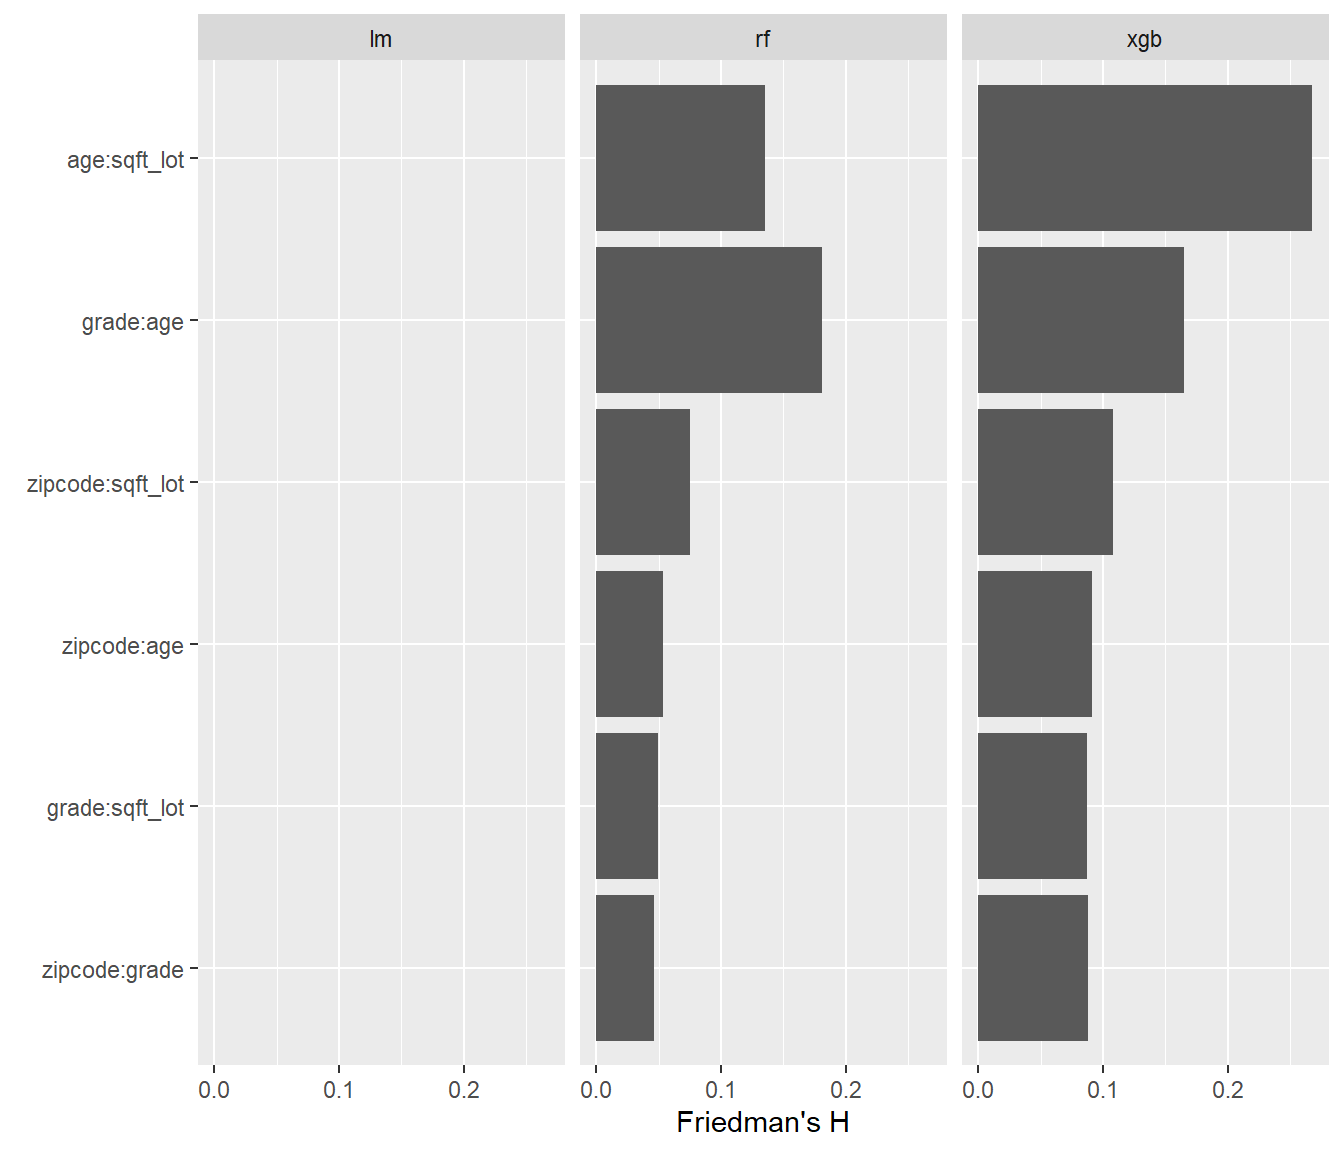 lm rf xgb
age:sqft_lot
grade:age
zipcode:sqft_lot
zipcode:age
grade:sqft_lot
zipcode:grade
0.0 0.1 0.2 0.0 0.1 0.2 0.0 0.1 0.2
Friedman's H